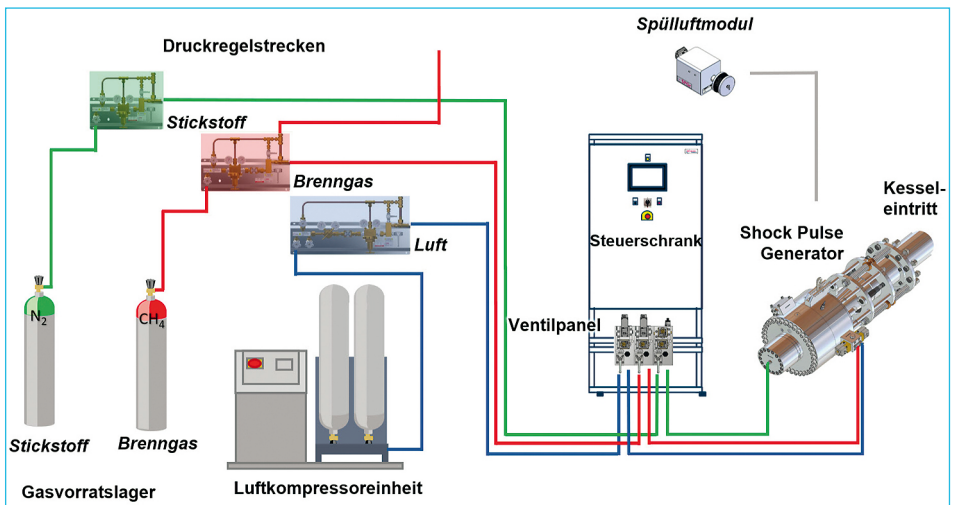 Spülluftmodul
Druckregelstrecken
Stickstoff
Brenngas
Kessel-
eintritt
Luft
Steuerschrank
Shock Pulse
Generator
N2
CH4
Ventilpanel
Stickstoff
Brenngas
Luftkompressoreinheit
Gasvorratslager